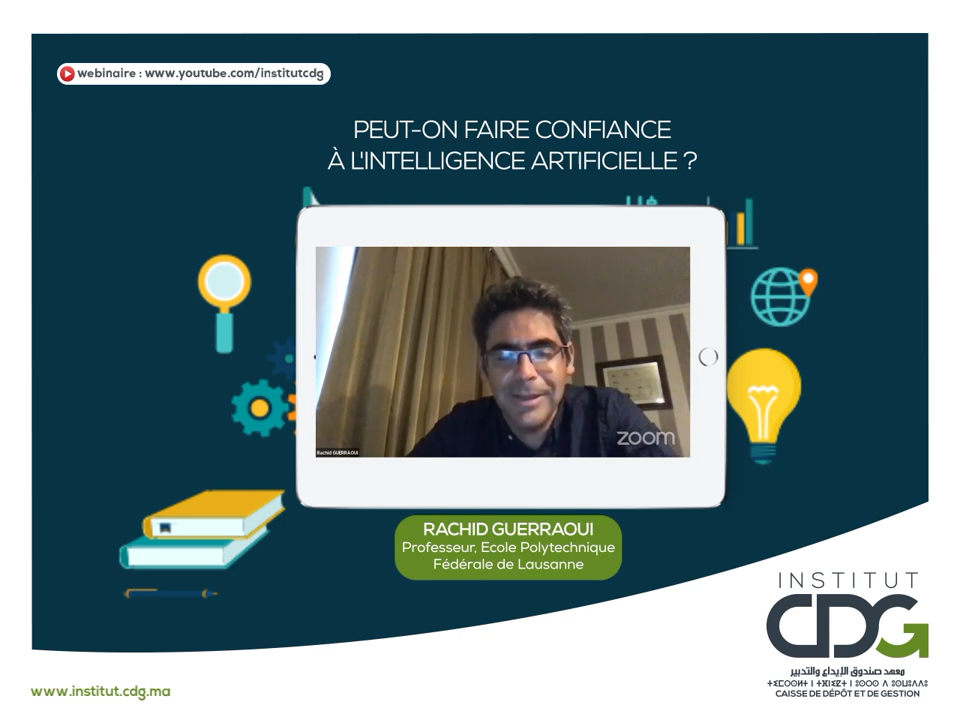 webinaire : www.youtube.com/institutcdg
PEUT-ON FAIRE CONFIANCE
À L'INTELLIGENCE ARTIFICIELLE ?
zoom
Rachid GUERRAOUI
RACHID GUERRAOUI
Professeur, Ecole Polytechnique
Fédérale de Lausanne
INSTITUT
CDG
معهد صندوق الإيداع والتدبير
CAISSE DE DÉPÔT ET DE GESTION
www.institut.cdg.ma